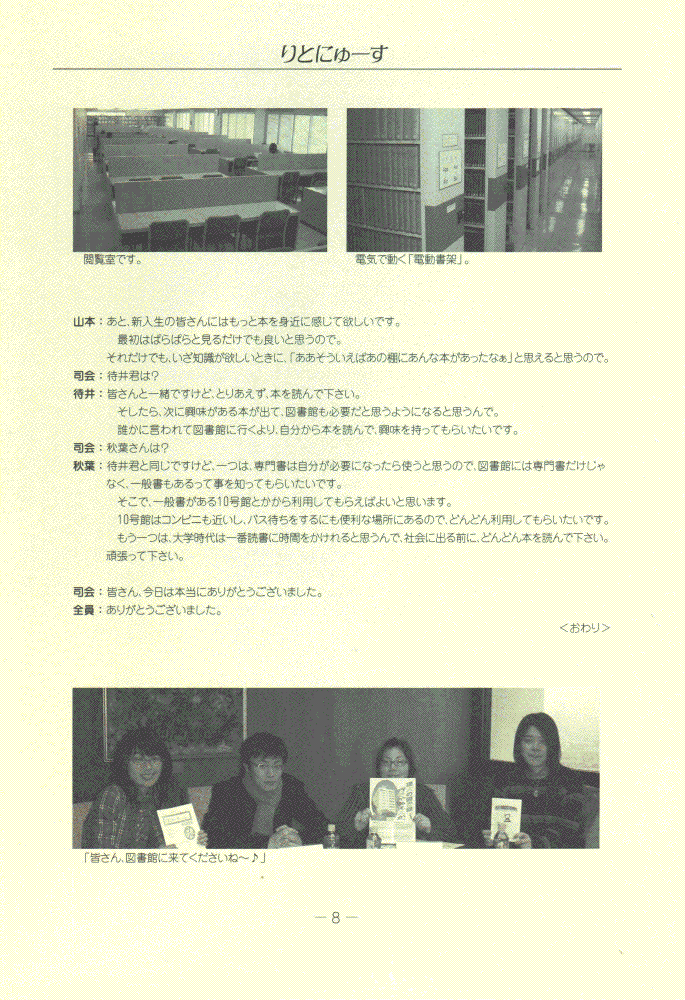 りとにゅーす
閲覧室です。
電気で動く「電動書架」。
山本：あと、新入生の皆さんにはもっと本を身近に感じて欲しいです。
最初はぱらぱらと見るだけでも良いと思うので。
それだけでも、いざ知識が欲しいときに、「ああそういえばあの棚にあんな本があったなぁ」と思えると思うので。
司会：待井君は？
待井：皆さんと一緒ですけど、とりあえず、本を読んで下さい。
そしたら、次に興味がある本が出て、図書館も必要だと思うようになると思うんで。
誰かに言われて図書館に行くより、自分から本を読んで、興味を持ってもらいたいです。
司会：秋葉さんは？
秋葉：待井君と同じですけど、一つは、専門書は自分が必要になったら使うと思うので、図書館には専門書だけじゃ
なく、一般書もあるって事を知ってもらいたいです。
そこで、一般書がある10号館とかから利用してもらえばよいと思います。
10号館はコンビニも近いし、バス待ちをするにも便利な場所にあるので、どんどん利用してもらいたいです。
もう一つは、大学時代は一番読書に時間をかけれると思うんで、社会に出る前に、どんどん本を読んで下さい。
頑張って下さい。
司会：皆さん、今日は本当にありがとうございました。
全員：ありがとうございました。
＜おわり＞
「皆さん、図書館に来てくださいね～♪」
― 8 ―